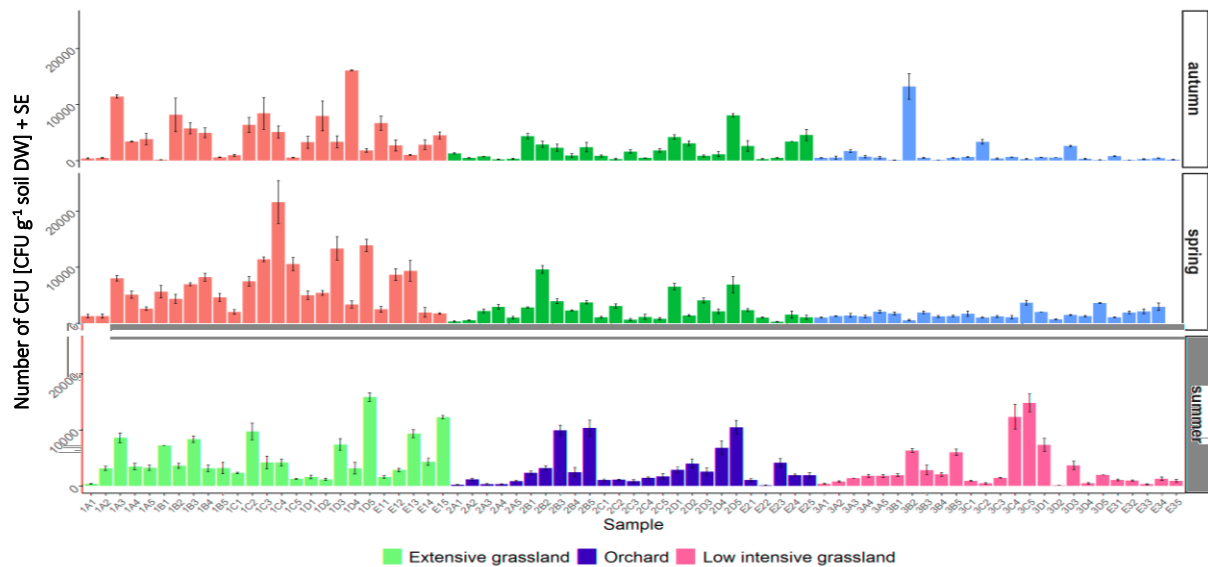 Number of CFU [CFU g⁻¹ soil DW] + SE
20000
10000
0
autumn
20000
10000
spring
20000
10000
0
summer
1A1 1A2 1A3 1A4 1A5 1B1 1B2 1B3 1B4 1B5 1C1 1C2 1C3 1C4 1C5 1D1 1D2 1D3 1D4 1D5 E11 E12 E13 E14 E15 2A1 2A2 2A3 2A4 2A5 2B1 2B2 2B3 2B4 2B5 2C1 2C2 2C3 2C4 2C5 2D1 2D2 2D3 2D4 2D5 E21 E22 E23 E24 E25 3A1 3A2 3A3 3A4 3A5 3B1 3B2 3B3 3B4 3B5 3C1 3C2 3C3 3C4 3C5 3D1 3D2 3D3 3D4 3D5 E31 E32 E33 E34 E35
Sample
Extensive grassland Orchard Low intensive grassland